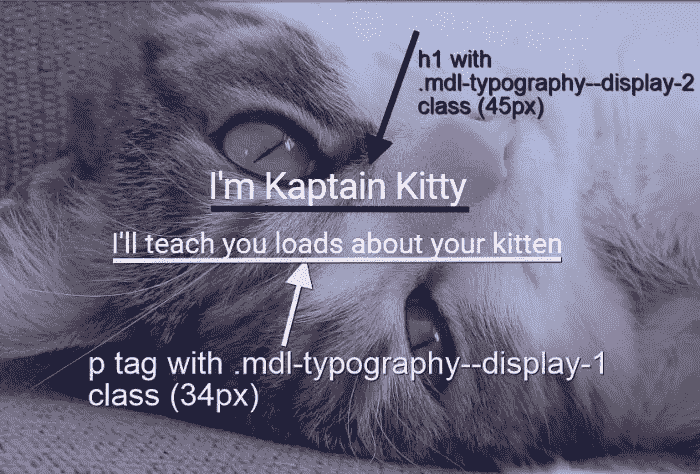 h1 with
.mdl-typography--display-2
class (45px)
I'm Kaptain Kitty
I'll teach you loads about your kitten
p tag with .mdl-typography--display-1
class (34px)